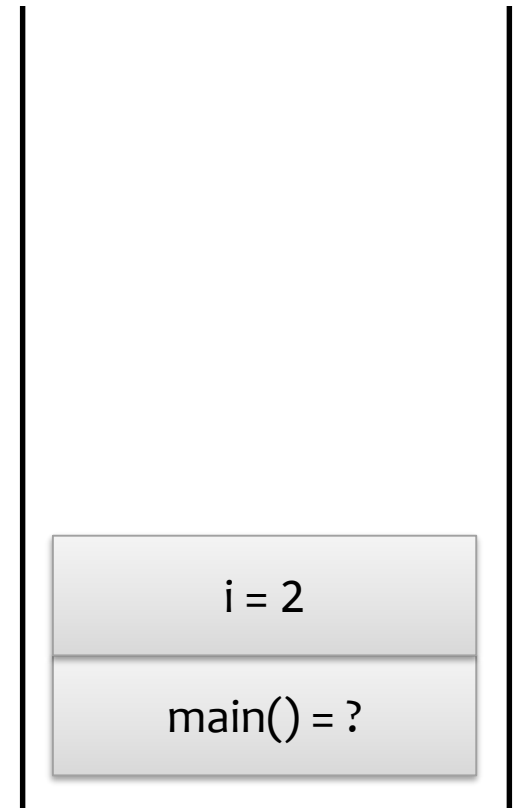 i = 2
main() = ?